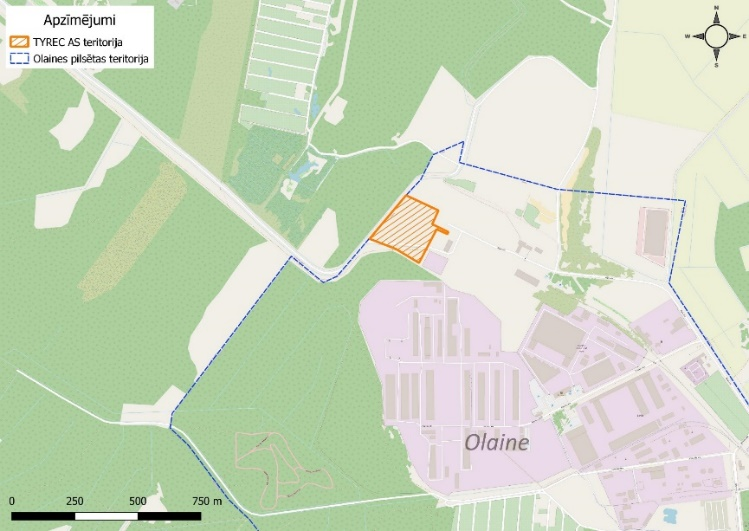 Apzīmējumi
TYREC AS teritorija
Olaines pilsētas teritorija
N
W
E
S
Olaine
0 250 500 750 m